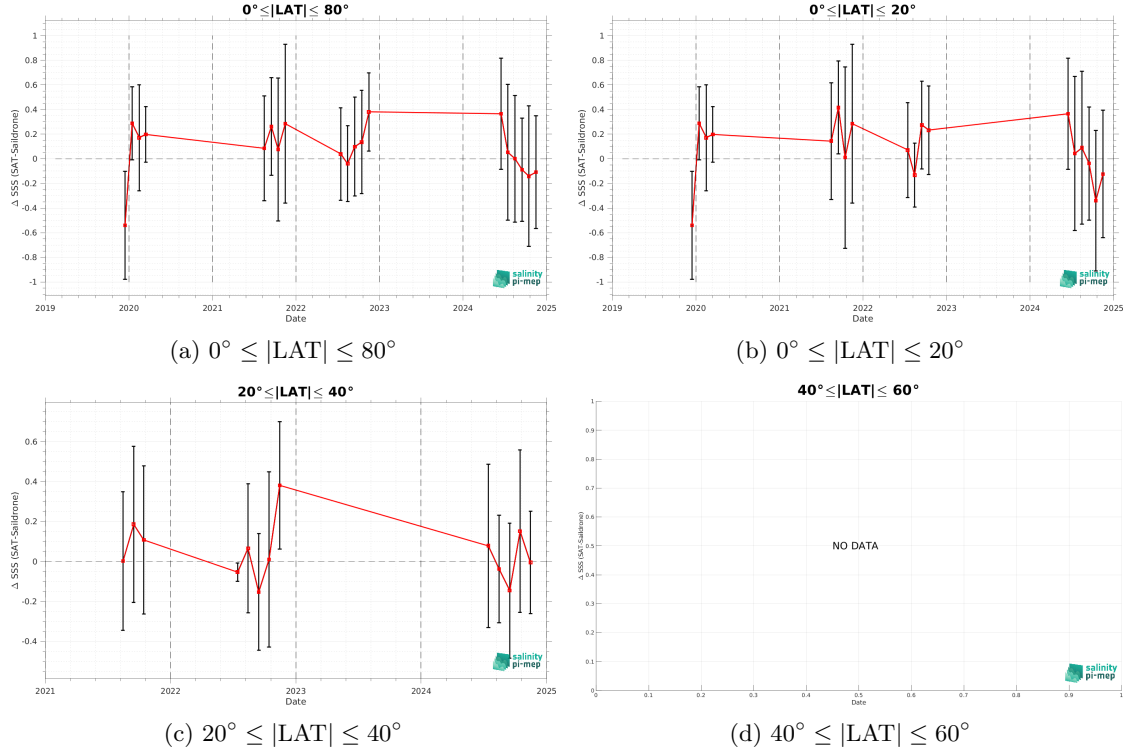 0°≤|LAT|≤ 80°
1
0.8
0.6
0.4
0.2
0
-0.2
-0.4
-0.6
-0.8
-1
Δ SSS (SAT-Saildrone)
2019 2020 2021 2022 2023 2024 2025
Date
salinity
pi-mep
(a) 0° ≤ |LAT| ≤ 80°
0°≤|LAT|≤ 20°
1
0.8
0.6
0.4
0.2
0
-0.2
-0.4
-0.6
-0.8
-1
Δ SSS (SAT-Saildrone)
2019 2020 2021 2022 2023 2024 2025
Date
salinity
pi-mep
(b) 0° ≤ |LAT| ≤ 20°
20°≤|LAT|≤ 40°
0.6
0.4
0.2
0
-0.2
-0.4
Δ SSS (SAT-Saildrone)
2021 2022 2023 2024 2025
Date
salinity
pi-mep
(c) 20° ≤ |LAT| ≤ 40°
40°≤|LAT|≤ 60°
1
0.9
0.8
0.7
0.6
0.5
0.4
0.3
0.2
0.1
0
Δ SSS (SAT-Saildrone)
NO DATA
0 0.1 0.2 0.3 0.4 0.5 0.6 0.7 0.8 0.9 1
Date
salinity
pi-mep
(d) 40° ≤ |LAT| ≤ 60°